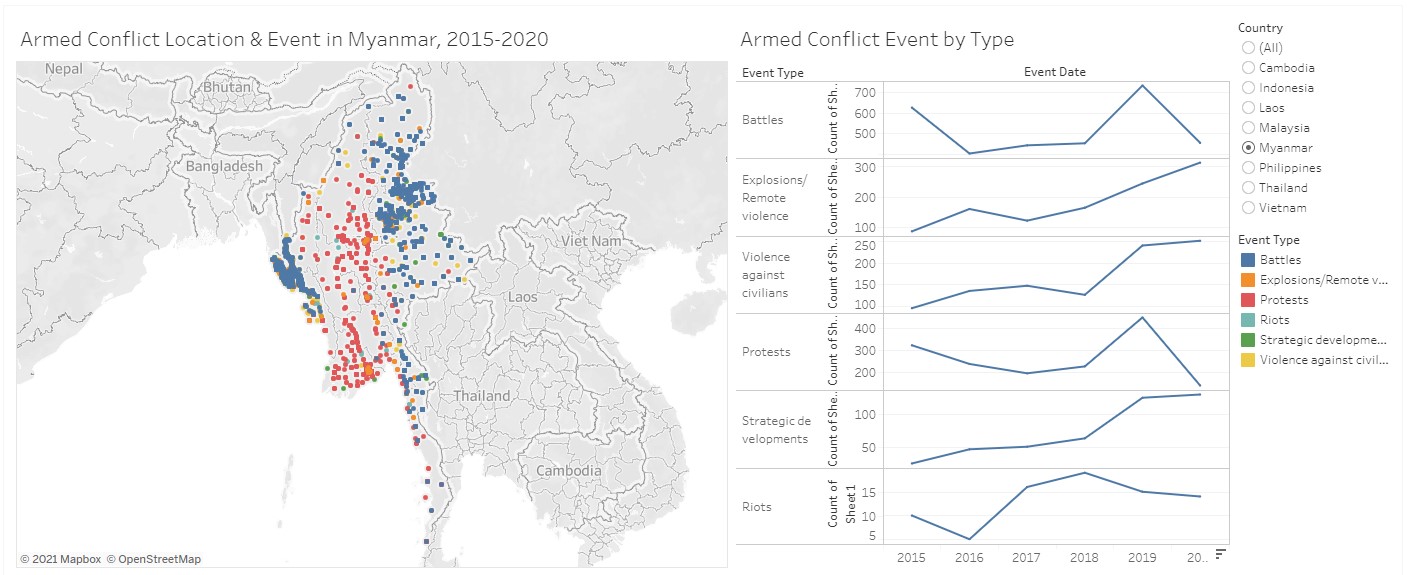 Armed Conflict Location & Event in Myanmar, 2015-2020
Nepal
Bhutan
Bangladesh
Viet Nam
Laos
Thailand
Cambodia
© 2021 Mapbox © OpenStreetMap
Armed Conflict Event by Type
Event Type
Event Date
Battles
Count of Sh..
700
600
500
Explosions/
Remote
violence
Count of She..
300
200
100
Violence
against
civilians
Count of Sh..
250
200
150
100
Protests
Count of Sh..
400
300
200
Strategic de
velopments
Count of She..
100
50
Riots
Count of
Sheet1
15
10
5
2015 2016 2017 2018 2019 20..
Country
(All)
Cambodia
Indonesia
Laos
Malaysia
Myanmar
Philippines
Thailand
Vietnam
Event Type
Battles
Explosions/Remote v...
Protests
Riots
Strategic developme...
Violence against civil...